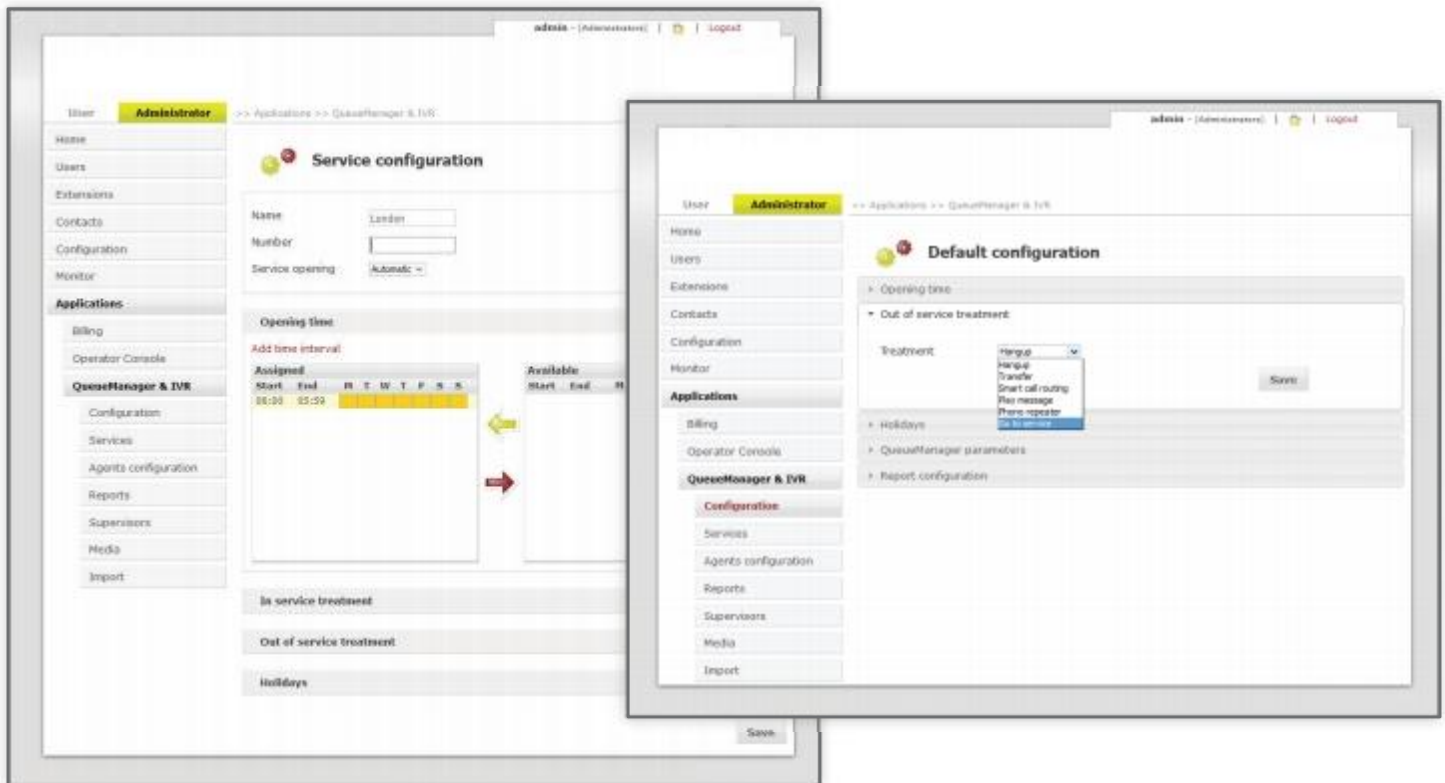 admin - [Administrators] | | Logout
User Administrator >> Applications >> QueueManager & IVR
Home
Users
Extensions
Contacts
Configuration
Monitor
Applications
Billing
Operator Console
QueueManager & IVR
Configuration
Services
Agents configuration
Reports
Supervisors
Media
Import
Service configuration
Name London
Number
Service opening Automatic
Opening time
Add time interval
Assigned
Start End M T W T F S S
00:00 05:59
Available
Start End M
In service treatment
Out of service treatment
Holidays
Save
admin - [Administrators] | | Logout
User Administrator >> Applications >> QueueManager & IVR
Home
Users
Extensions
Contacts
Configuration
Monitor
Applications
Billing
Operator Console
QueueManager & IVR
Configuration
Services
Agents configuration
Reports
Supervisors
Media
Import
Default configuration
Opening time
Out of service treatment
Treatment Hangup
Hangup
Transfer
Smart call routing
Play message
Phone repeater
Go to service
Save
Holidays
QueueManager parameters
Report configuration